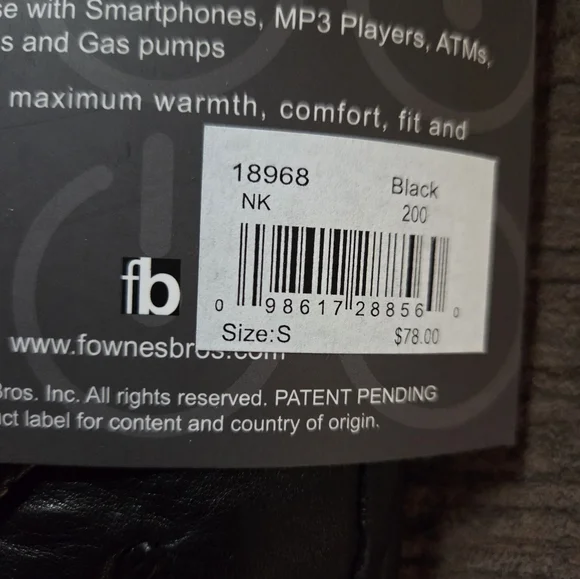 se with Smartphones, MP3 Players, ATMs,
s and Gas pumps
maximum warmth, comfort, fit and
18968 Black
NK 200
0 98617 28856 0
Size:S $78.00
fb
www.fownesbros.com
Bros. Inc. All rights reserved. PATENT PENDING
ct label for content and country of origin.